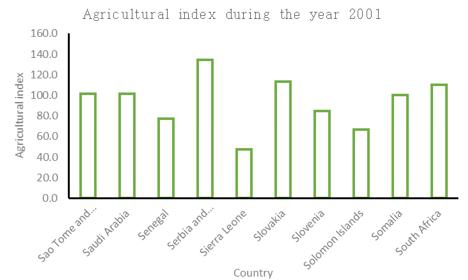 Agricultural index during the year 2001
160.0
140.0
120.0
100.0
80.0
60.0
40.0
20.0
0.0
Agricultural index
Sao Tome and...
Saudi Arabia
Senegal
Serbia and...
Sierra Leone
Slovakia
Slovenia
Solomon Islands
Somalia
South Africa
Country